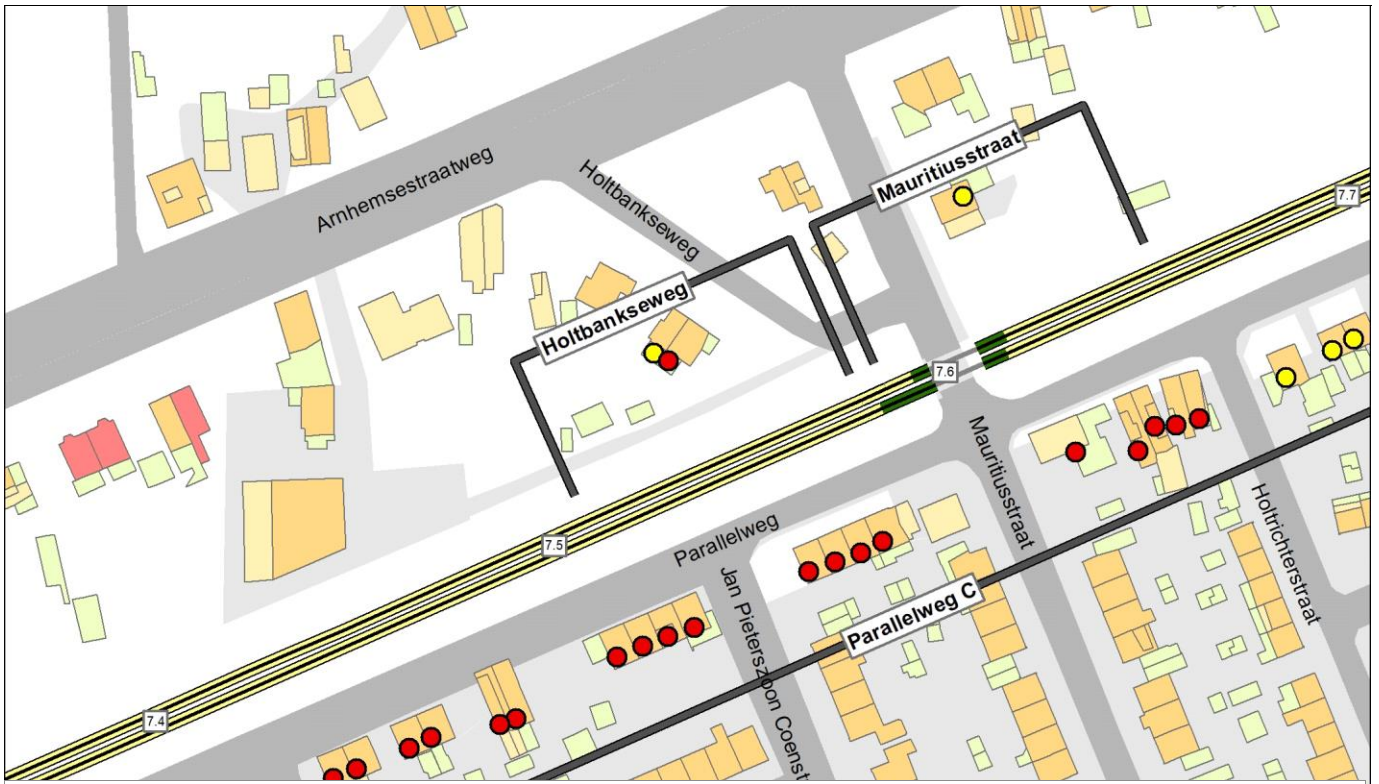 Arnhemsestraatweg
Holtbankseweg
Mauritiusstraat
7.7
Holtbankseweg
7.6
Mauritiusstraat
Holtrichterstraat
7.5
Parallelweg
Jan Pieterszoon Coenst
Parallelweg C
7.4